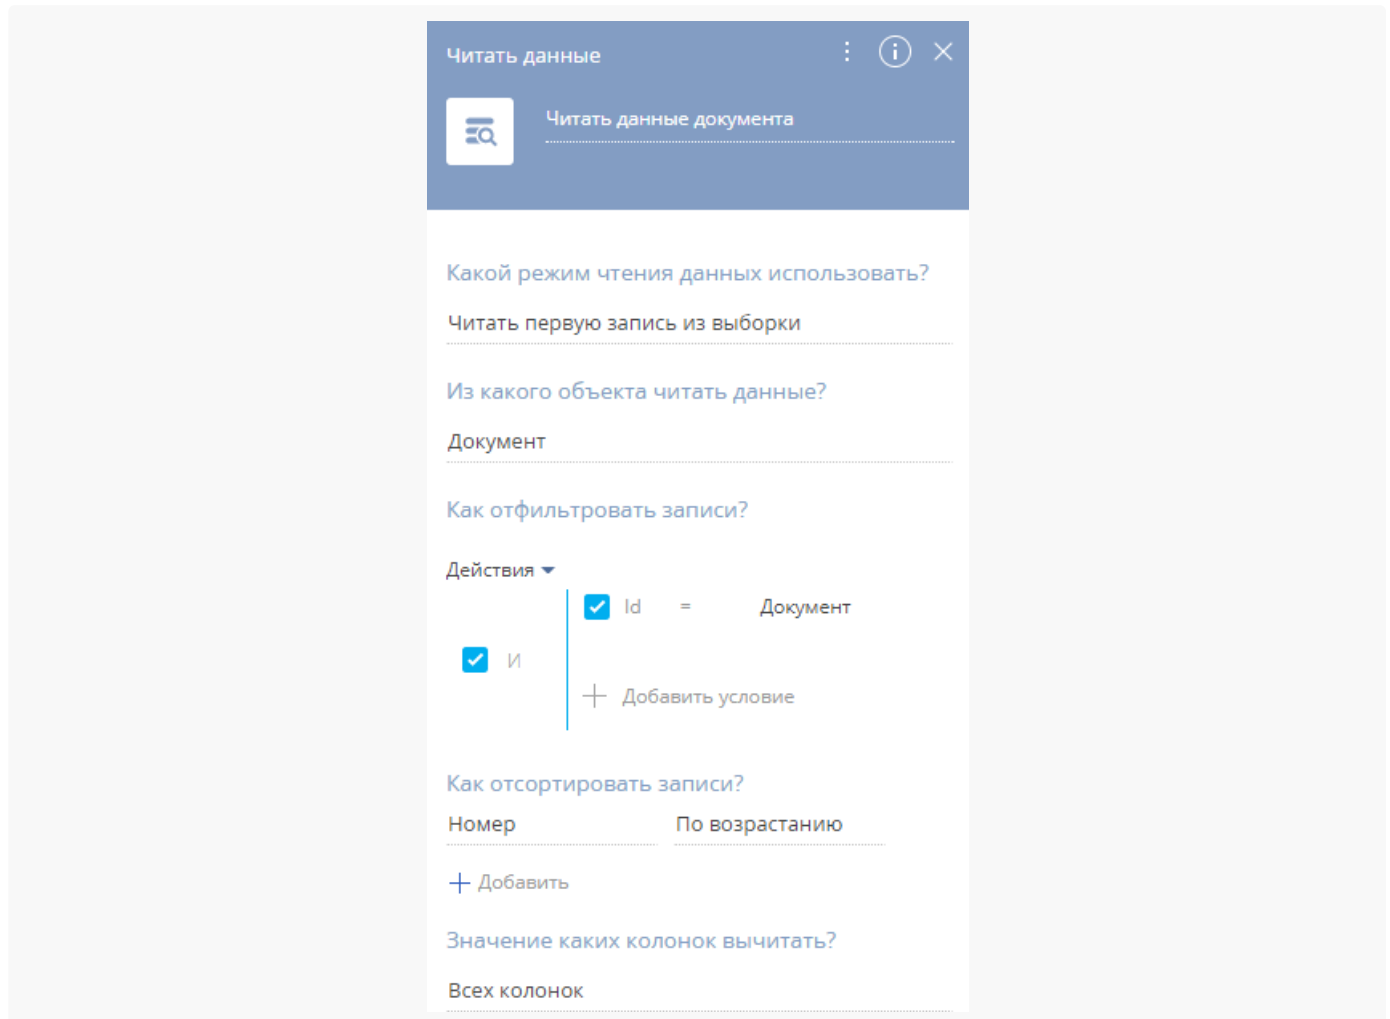 Читать данные
Читать данные документа
Какой режим чтения данных использовать?
Читать первую запись из выборки
Из какого объекта читать данные?
Документ
Как отфильтровать записи?
Действия
Id = Документ
И
Добавить условие
Как отсортировать записи?
Номер По возрастанию
Добавить
Значение каких колонок вычитать?
Всех колонок